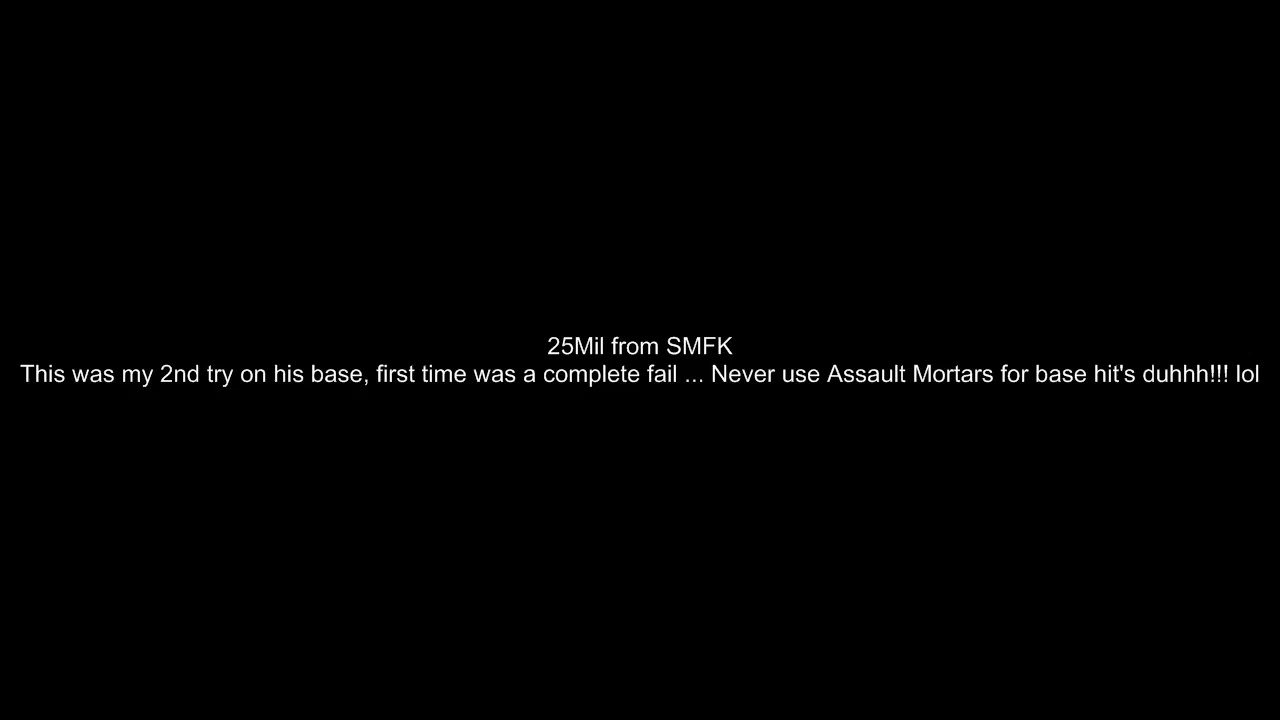 25Mil from SMFK
This was my 2nd try on his base, first time was a complete fail ... Never use Assault Mortars for base hit's duhhh!!! lol